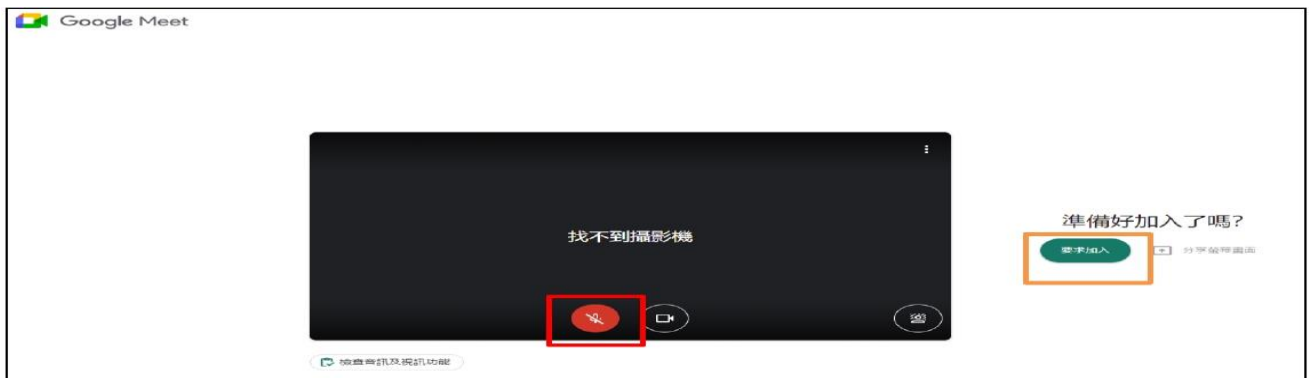 Google Meet
找不到攝影機
準備好加入了嗎?
要求加入
分享螢幕畫面
檢查音訊及視訊功能